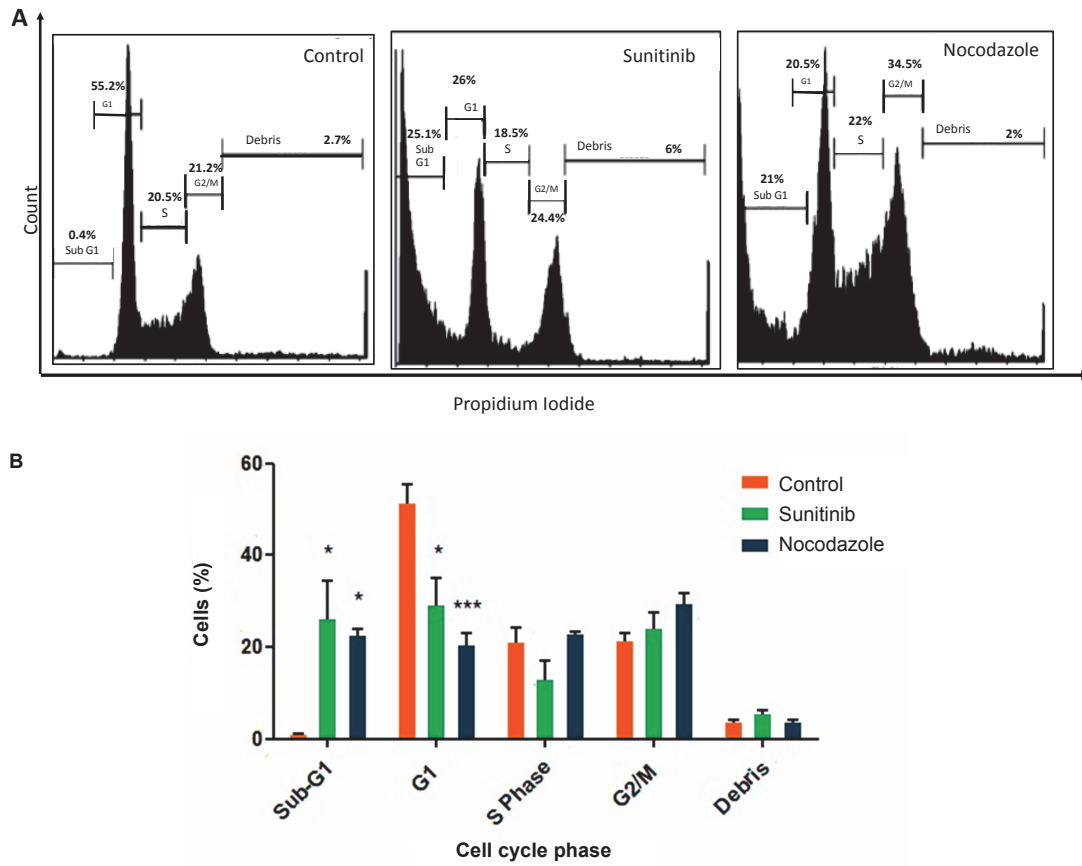 A
Count
Control
55.2%
G1
Debris 2.7%
21.2%
G2/M
20.5%
S
0.4%
Sub G1
Sunitinib
26%
G1
25.1%
Sub
G1
18.5%
S
Debris 6%
G2/M
24.4%
Nocodazole
20.5%
G1
34.5%
G2/M
22%
S
Debris 2%
21%
Sub G1
Propidium Iodide
B
60
40
20
0
Cells (%)
* * * ***
Control
Sunitinib
Nocodazole
Sub-G1
G1
S Phase
G2/M
Debris
Cell cycle phase